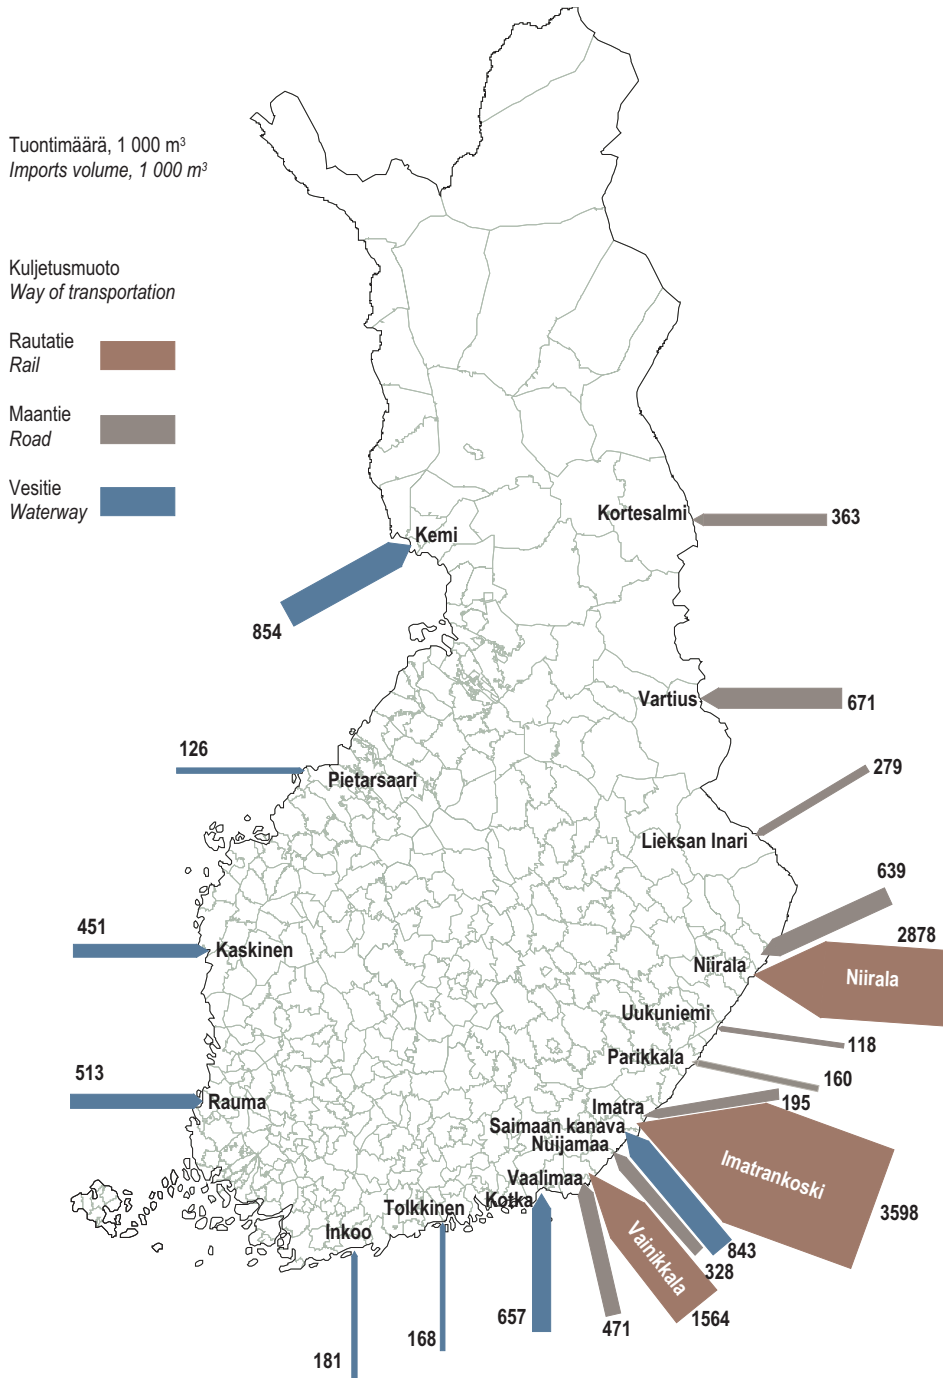 Tuontimäärä, 1 000 m³
Imports volume, 1 000 m³
Kuljetusmuoto
Way of transportation
Rautatie
Rail
Maantie
Road
Vesitie
Waterway
Kortesalmi
363
Kemi
854
Vartius
671
126
Pietarsaari
279
Lieksan Inari
639
451
Kaskinen
2878
Niirala
Niirala
Uukuniemi
118
Parikkala
160
513
Rauma
Imatra
195
Saimaan kanava
Nuijamaa
Imatrankoski
3598
Vaalimaa
Kotka
Tolkkinen
Inkoo
Vainikkala
843
328
1564
471
657
168
181